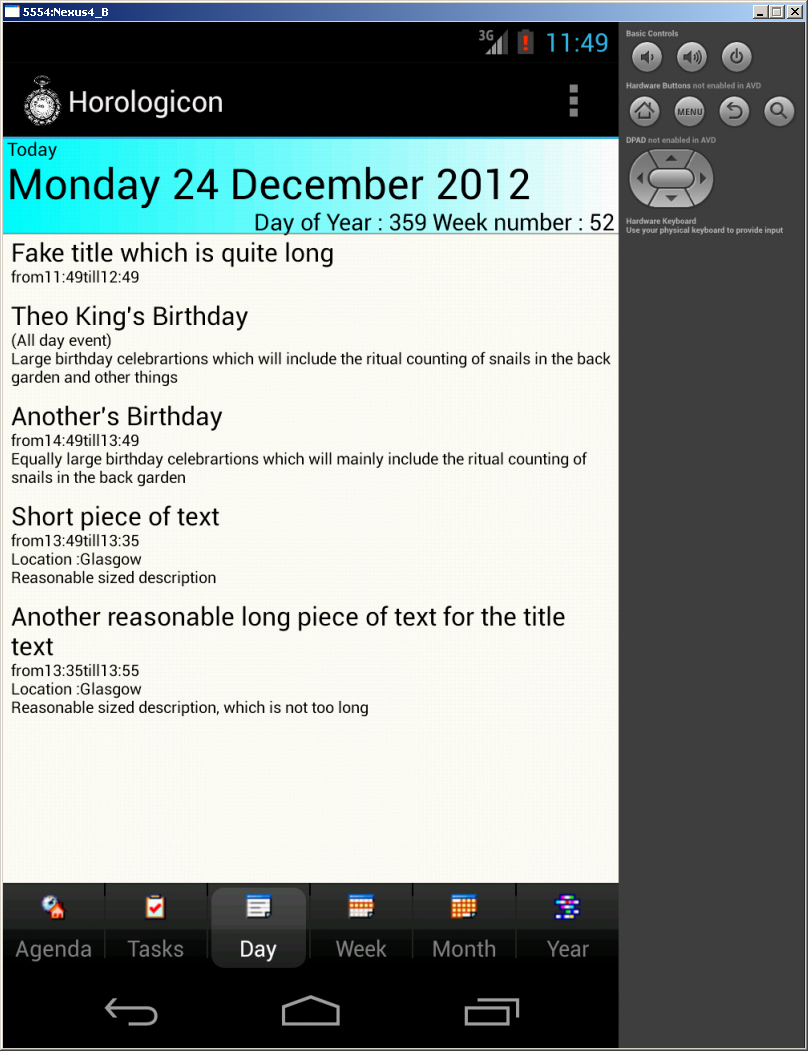 5554:Nexus4_B
3G 11:49
Horologicon
Today
Monday 24 December 2012
Day of Year : 359 Week number : 52
Fake title which is quite long
from11:49till12:49
Theo King's Birthday
(All day event)
Large birthday celebrartions which will include the ritual counting of snails in the back
garden and other things
Another's Birthday
from14:49till13:49
Equally large birthday celebrartions which will mainly include the ritual counting of
snails in the back garden
Short piece of text
from13:49till13:35
Location :Glasgow
Reasonable sized description
Another reasonable long piece of text for the title
text
from13:35till13:55
Location :Glasgow
Reasonable sized description, which is not too long
Agenda Tasks Day Week Month Year
Basic Controls
Hardware Buttons not enabled in AVD
MENU
DPAD not enabled in AVD
Hardware Keyboard
Use your physical keyboard to provide input